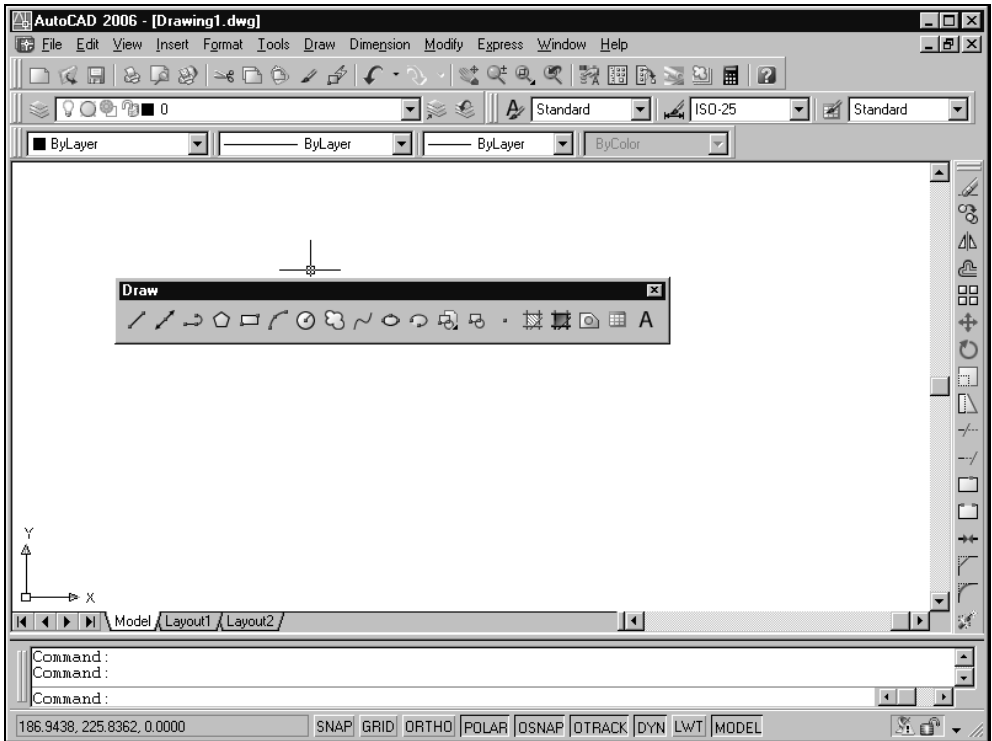 AutoCAD 2006 - [Drawing1.dwg]
File Edit View Insert Format Tools Draw Dimension Modify Express Window Help
0 Standard ISO-25 Standard
ByLayer ByLayer ByLayer ByColor
Draw
A
Y
X
Model Layout1 Layout2
Command:
Command:
Command:
186.9438, 225.8362, 0.0000 SNAP GRID ORTHO POLAR OSNAP OTRACK DYN LWT MODEL